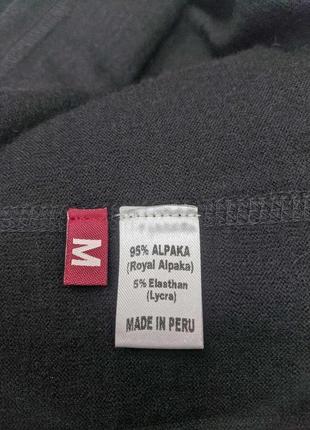 M
95% ALPAKA
(Royal Alpaka)
5% Elasthan
(Lycra)
MADE IN PERU